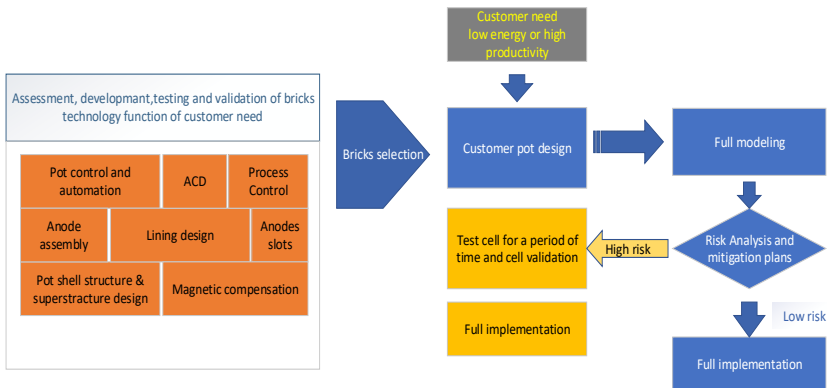 Customer need
low energy or high
productivity
Assessment, developmant,testing and validation of bricks
technology function of customer need
Bricks selection
Customer pot design
Full modeling
Pot control and
automation
ACD
Process
Control
Anode
assembly
Lining design
Anodes
slots
Pot shell structure &
superstracture design
Magnetic compensation
Test cell for a period of
time and cell validation
High risk
Risk Analysis and
mitigation plans
Full implementation
Low risk
Full implementation